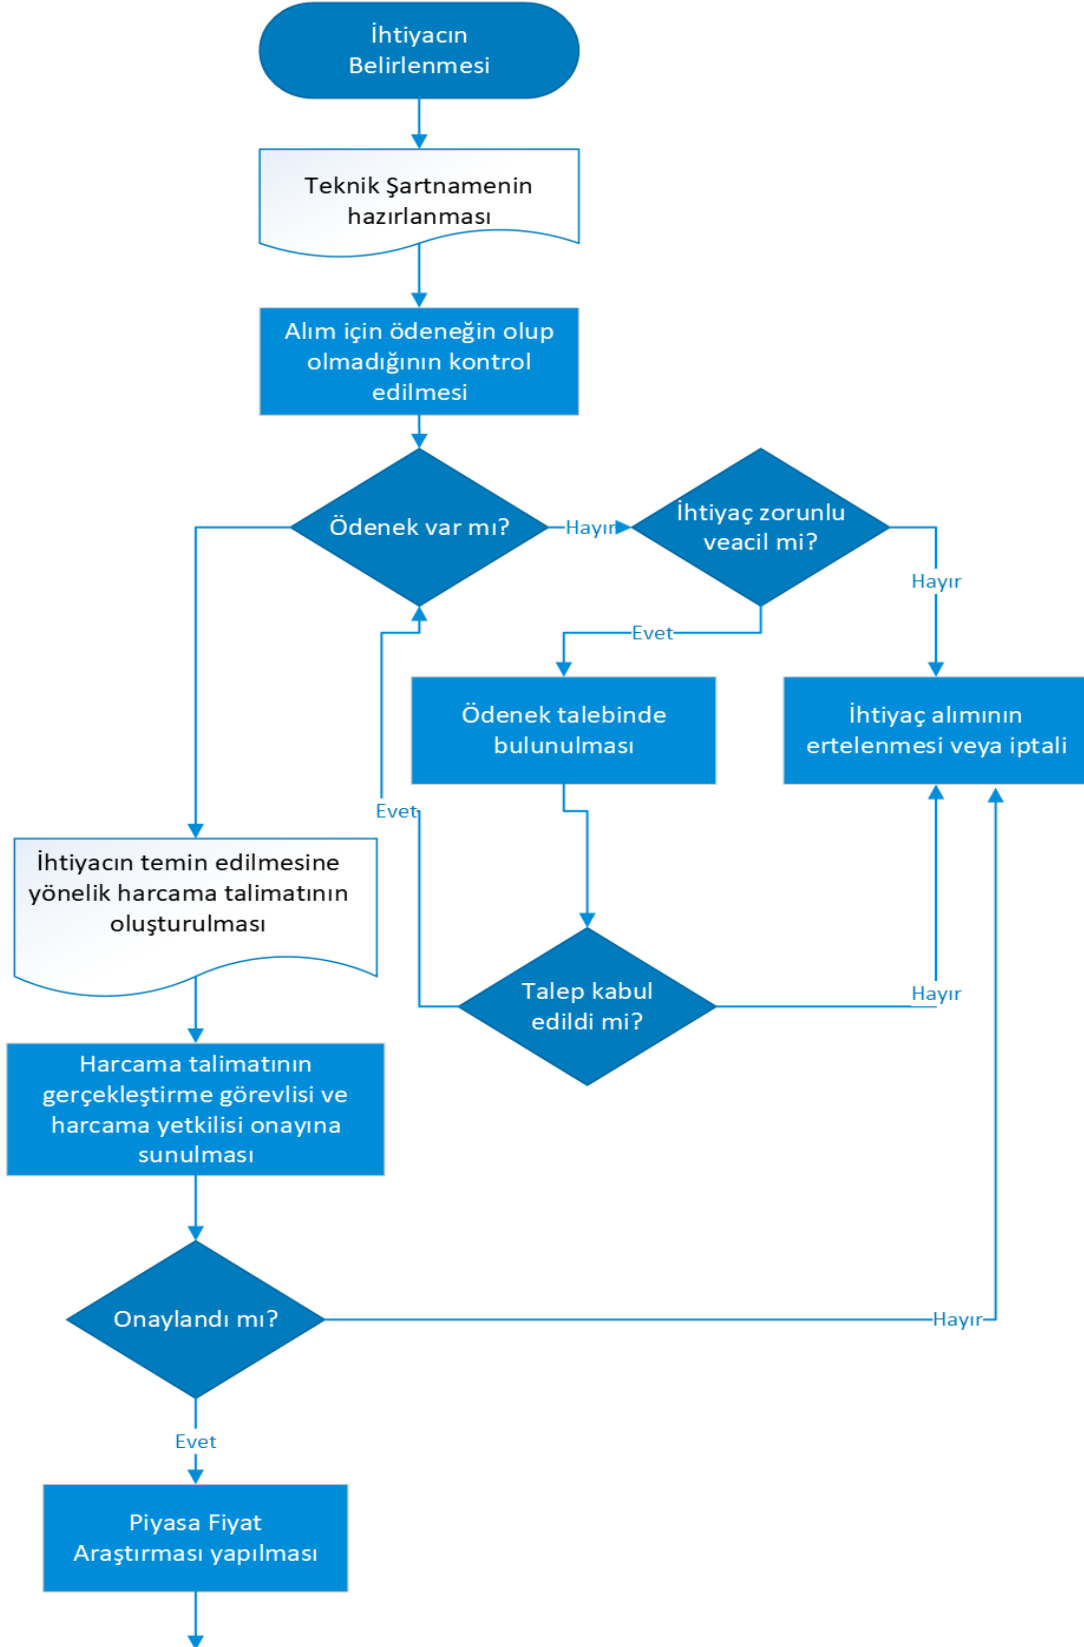 İhtiyacın
Belirlenmesi
Teknik Şartnamenin
hazırlanması
Alım için ödeneğin olup
olmadığının kontrol
edilmesi
Ödenek var mı?
Hayır
İhtiyaç zorunlu
veacil mi?
Hayır
Evet
Ödenek talebinde
bulunulması
İhtiyaç alımının
ertelenmesi veya iptali
Evet
İhtiyacın temin edilmesine
yönelik harcama talimatının
oluşturulması
Talep kabul
edildi mi?
Hayır
Harcama talimatının
gerçekleştirme görevlisi ve
harcama yetkilisi onayına
sunulması
Onaylandı mı?
Hayır
Evet
Piyasa Fiyat
Araştırması yapılması